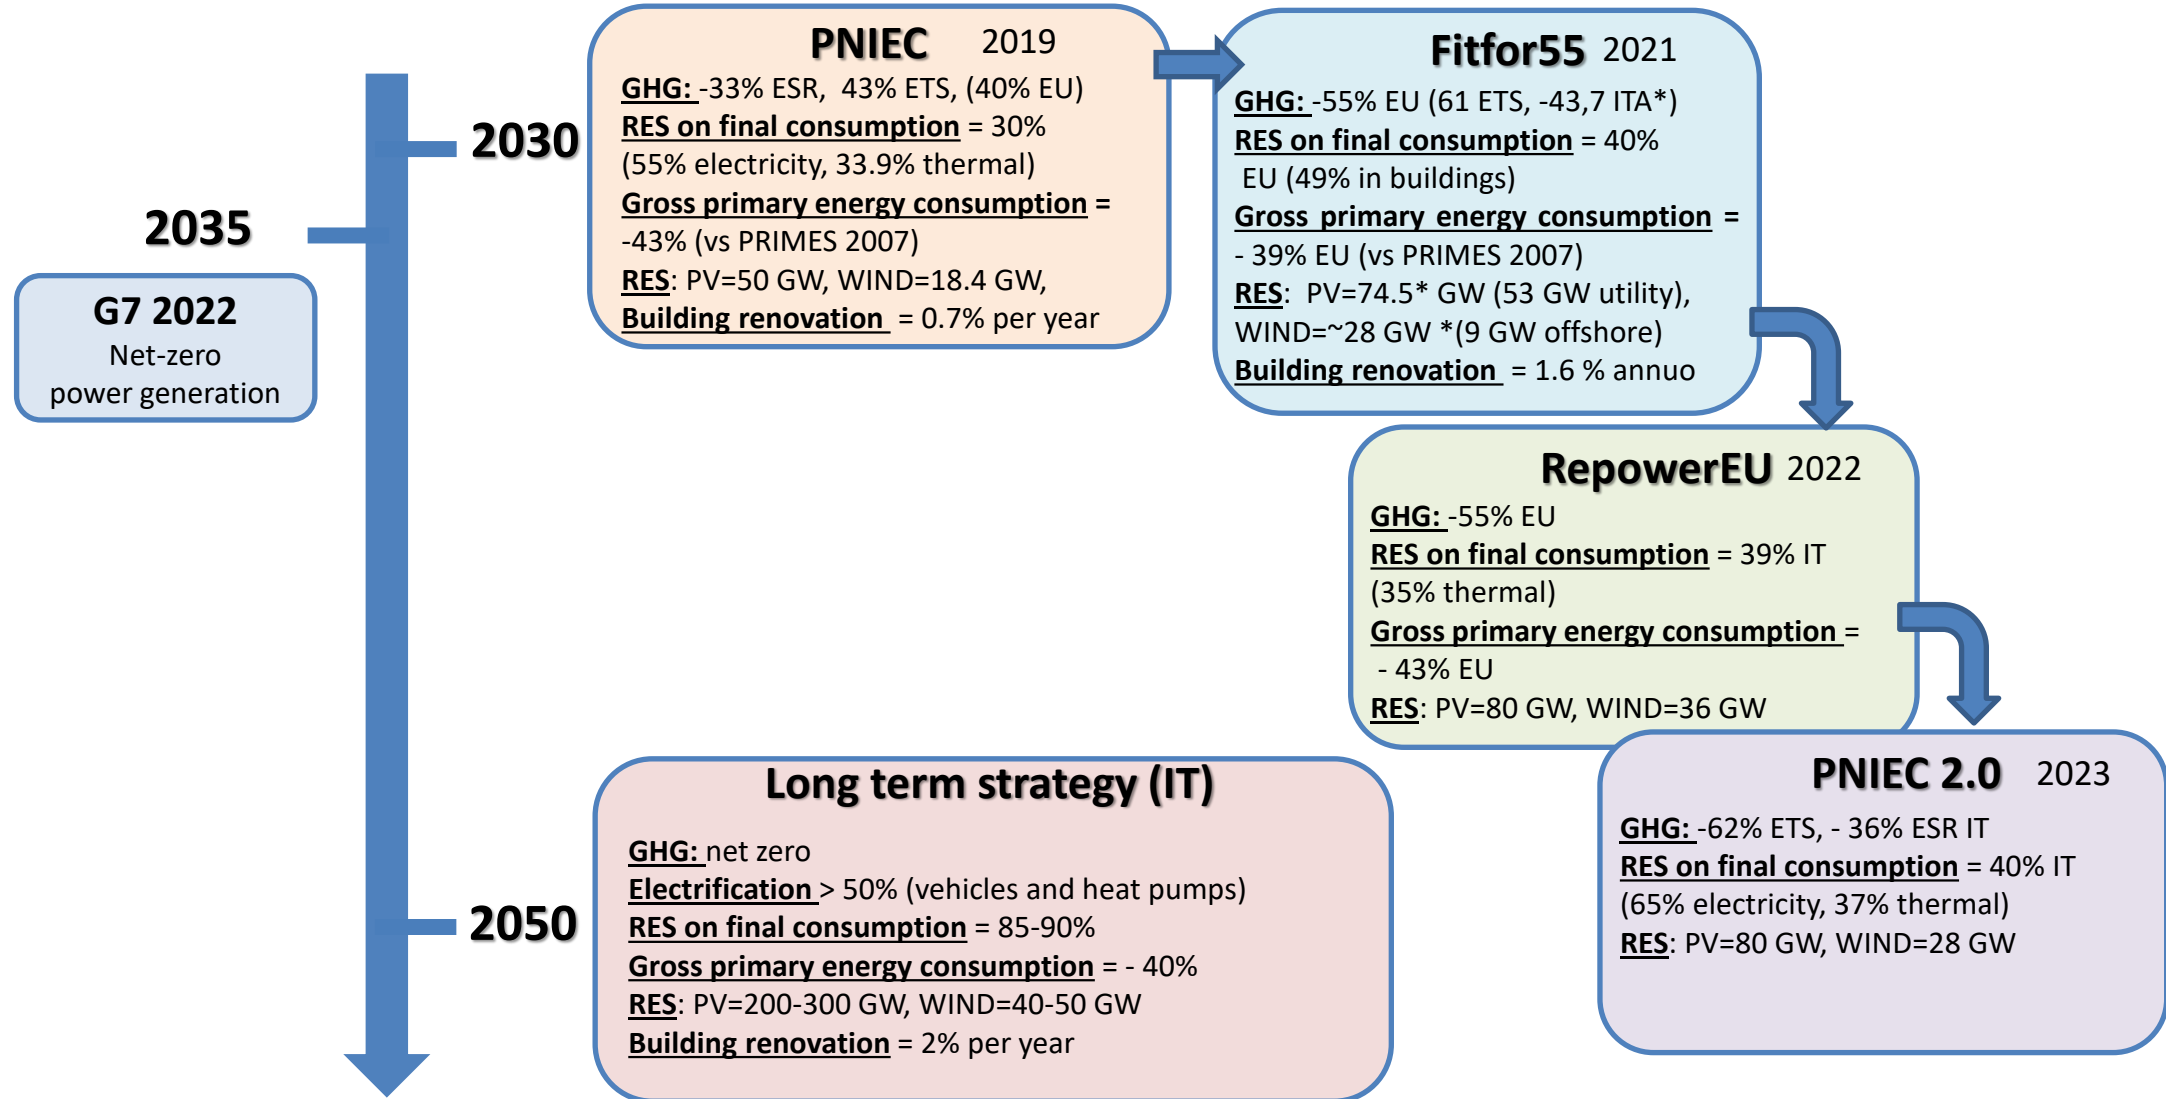 2030
2035
G7 2022
Net-zero
power generation
2050
PNIEC 2019
GHG: -33% ESR, 43% ETS, (40% EU)
RES on final consumption = 30%
(55% electricity, 33.9% thermal)
Gross primary energy consumption =
-43% (vs PRIMES 2007)
RES: PV=50 GW, WIND=18.4 GW,
Building renovation = 0.7% per year
Fitfor55 2021
GHG: -55% EU (61 ETS, -43,7 ITA*)
RES on final consumption = 40%
EU (49% in buildings)
Gross primary energy consumption =
- 39% EU (vs PRIMES 2007)
RES: PV=74.5* GW (53 GW utility),
WIND=~28 GW *(9 GW offshore)
Building renovation = 1.6 % annuo
RepowerEU 2022
GHG: -55% EU
RES on final consumption = 39% IT
(35% thermal)
Gross primary energy consumption =
- 43% EU
RES: PV=80 GW, WIND=36 GW
PNIEC 2.0 2023
GHG: -62% ETS, - 36% ESR IT
RES on final consumption = 40% IT
(65% electricity, 37% thermal)
RES: PV=80 GW, WIND=28 GW
Long term strategy (IT)
GHG: net zero
Electrification > 50% (vehicles and heat pumps)
RES on final consumption = 85-90%
Gross primary energy consumption = - 40%
RES: PV=200-300 GW, WIND=40-50 GW
Building renovation = 2% per year